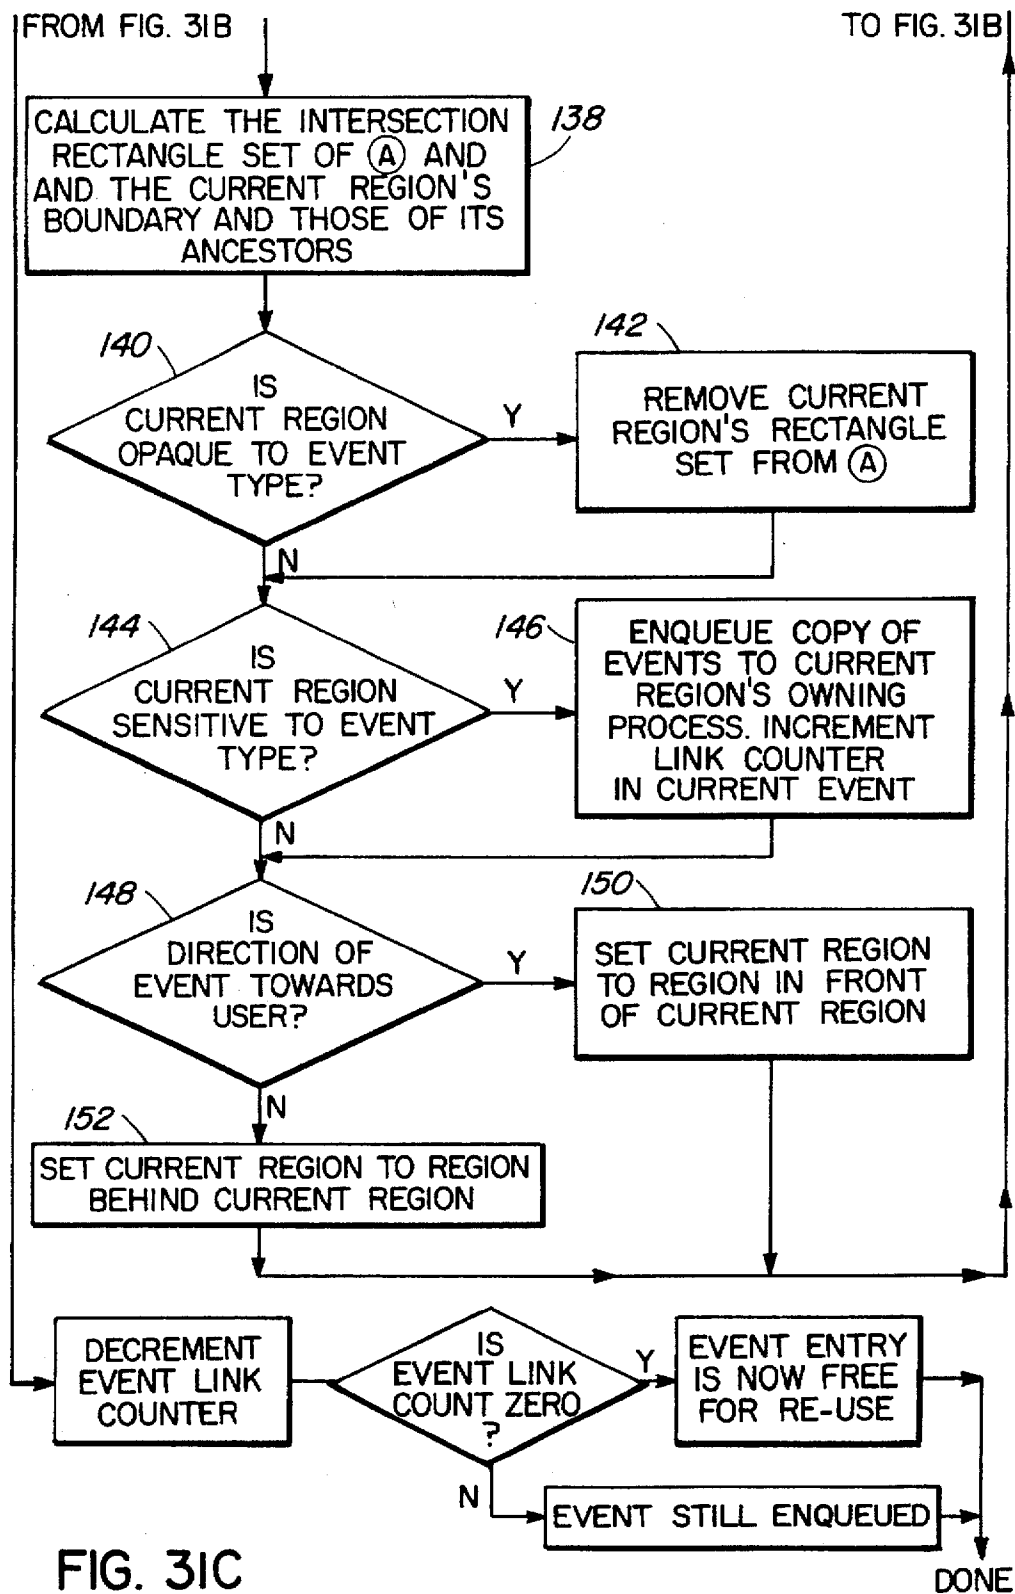 FROM FIG. 31B
TO FIG. 31B
CALCULATE THE INTERSECTION
RECTANGLE SET OF Ⓐ AND
AND THE CURRENT REGION'S
BOUNDARY AND THOSE OF ITS
ANCESTORS
138
140
IS
CURRENT REGION
OPAQUE TO EVENT
TYPE?
Y
N
142
REMOVE CURRENT
REGION'S RECTANGLE
SET FROM Ⓐ
144
IS
CURRENT REGION
SENSITIVE TO EVENT
TYPE?
Y
N
146
ENQUEUE COPY OF
EVENTS TO CURRENT
REGION'S OWNING
PROCESS. INCREMENT
LINK COUNTER
IN CURRENT EVENT
148
IS
DIRECTION OF
EVENT TOWARDS
USER?
Y
N
150
SET CURRENT REGION
TO REGION IN FRONT
OF CURRENT REGION
152
SET CURRENT REGION TO REGION
BEHIND CURRENT REGION
DECREMENT
EVENT LINK
COUNTER
IS
EVENT LINK
COUNT ZERO
?
Y
N
EVENT ENTRY
IS NOW FREE
FOR RE-USE
EVENT STILL ENQUEUED
DONE
FIG. 31C